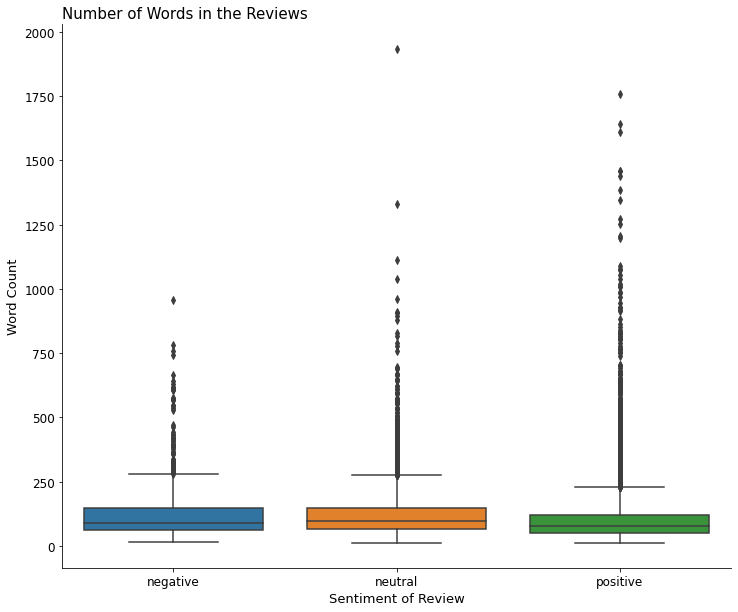 Number of Words in the Reviews
2000
1750
1500
1250
1000
750
500
250
0
Word Count
negative neutral positive
Sentiment of Review